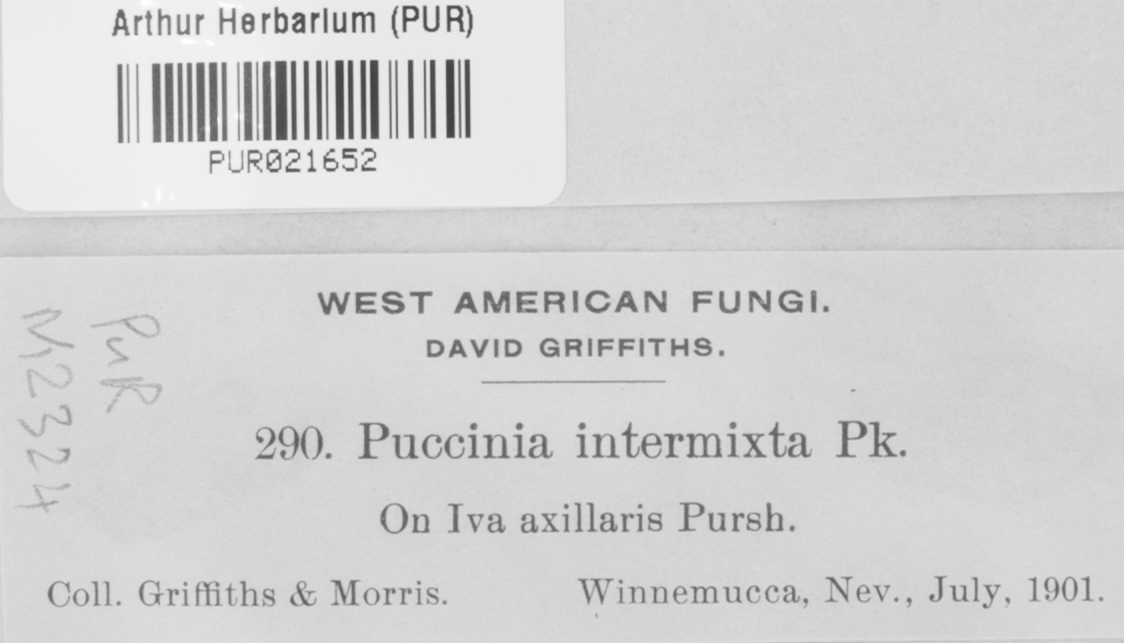 Arthur Herbarium (PUR)
PUR021652
WEST AMERICAN FUNGI.
DAVID GRIFFITHS.
290. Puccinia intermixta Pk.
On Iva axillaris Pursh.
Coll. Griffiths & Morris. Winnemucca, Nev., July, 1901.
PUR
N2324